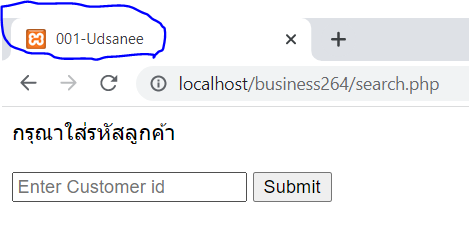 001-Udsanee
localhost/business264/search.php
กรุณาใส่รหัสลูกค้า
Enter Customer id Submit